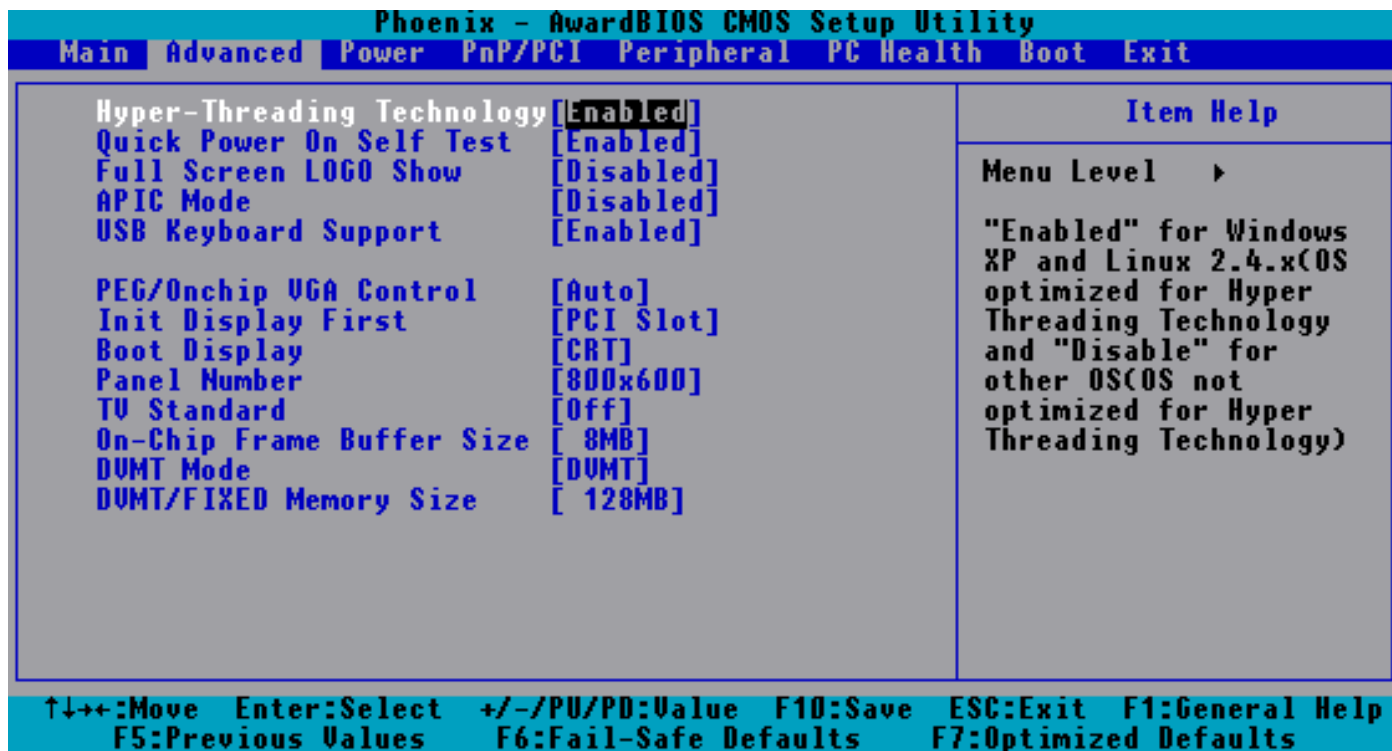 Phoenix - AwardBIOS CMOS Setup Utility
Main Advanced Power PnP/PCI Peripheral PC Health Boot Exit
Hyper-Threading Technology[Enabled]
Quick Power On Self Test [Enabled]
Full Screen LOGO Show [Disabled]
APIC Mode [Disabled]
USB Keyboard Support [Enabled]
PEG/Onchip VGA Control [Auto]
Init Display First [PCI Slot]
Boot Display [CRT]
Panel Number [800x600]
TV Standard [Off]
On-Chip Frame Buffer Size [ 8MB]
DVMT Mode [DVMT]
DVMT/FIXED Memory Size [ 128MB]
Item Help
Menu Level ▸
"Enabled" for Windows
XP and Linux 2.4.x(OS
optimized for Hyper
Threading Technology
and "Disable" for
other OS(OS not
optimized for Hyper
Threading Technology)
↑↓→←:Move Enter:Select +/-/PU/PD:Value F10:Save ESC:Exit F1:General Help
F5:Previous Values F6:Fail-Safe Defaults F7:Optimized Defaults